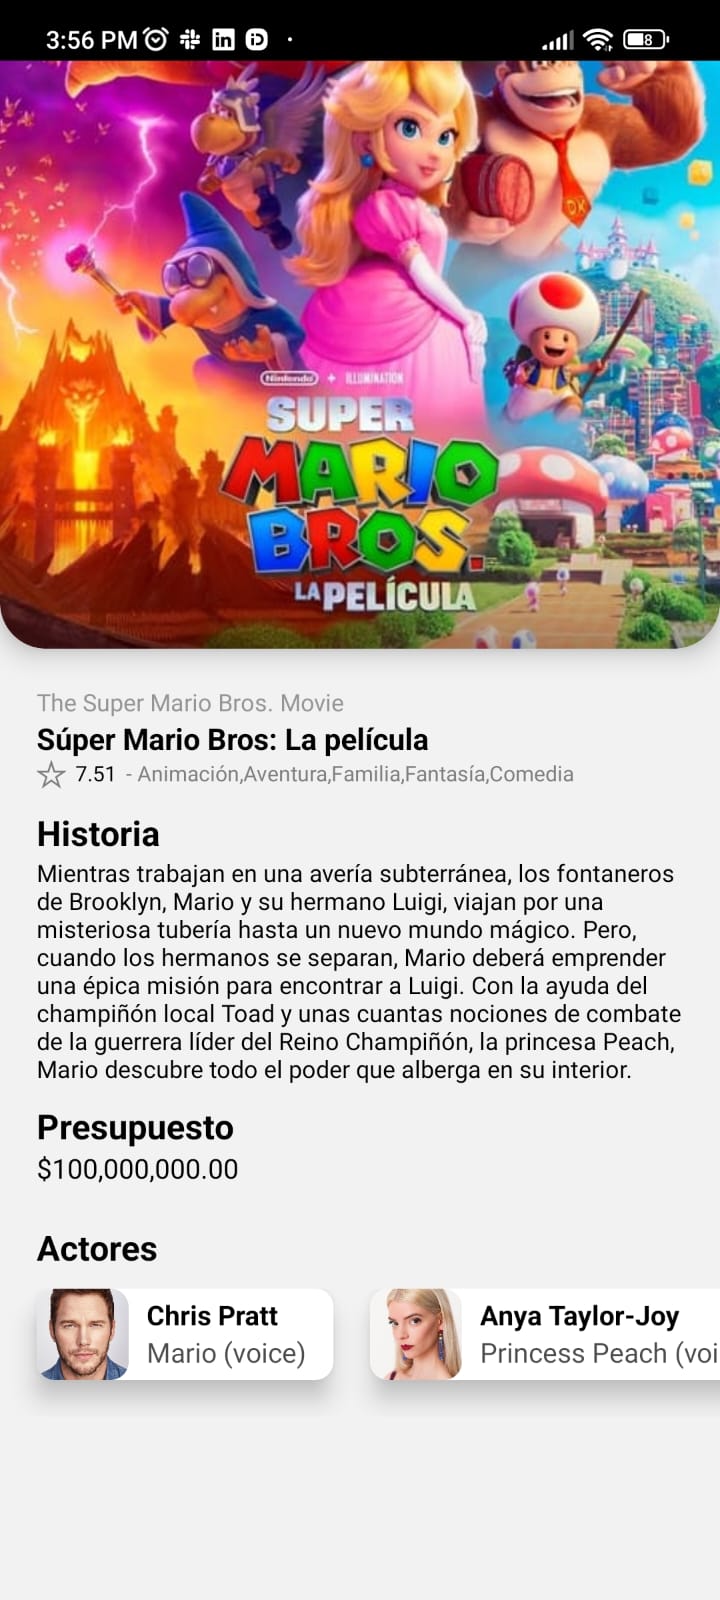 3:56 PM
8
DK
Nintendo + ILLUMINATION
SUPER
MARIO
BROS.
LA PELÍCULA
The Super Mario Bros. Movie
Súper Mario Bros: La película
7.51 - Animación,Aventura,Familia,Fantasía,Comedia
Historia
Mientras trabajan en una avería subterránea, los fontaneros
de Brooklyn, Mario y su hermano Luigi, viajan por una
misteriosa tubería hasta un nuevo mundo mágico. Pero,
cuando los hermanos se separan, Mario deberá emprender
una épica misión para encontrar a Luigi. Con la ayuda del
champiñón local Toad y unas cuantas nociones de combate
de la guerrera líder del Reino Champiñón, la princesa Peach,
Mario descubre todo el poder que alberga en su interior.
Presupuesto
$100,000,000.00
Actores
Chris Pratt
Mario (voice)
Anya Taylor-Joy
Princess Peach (voi